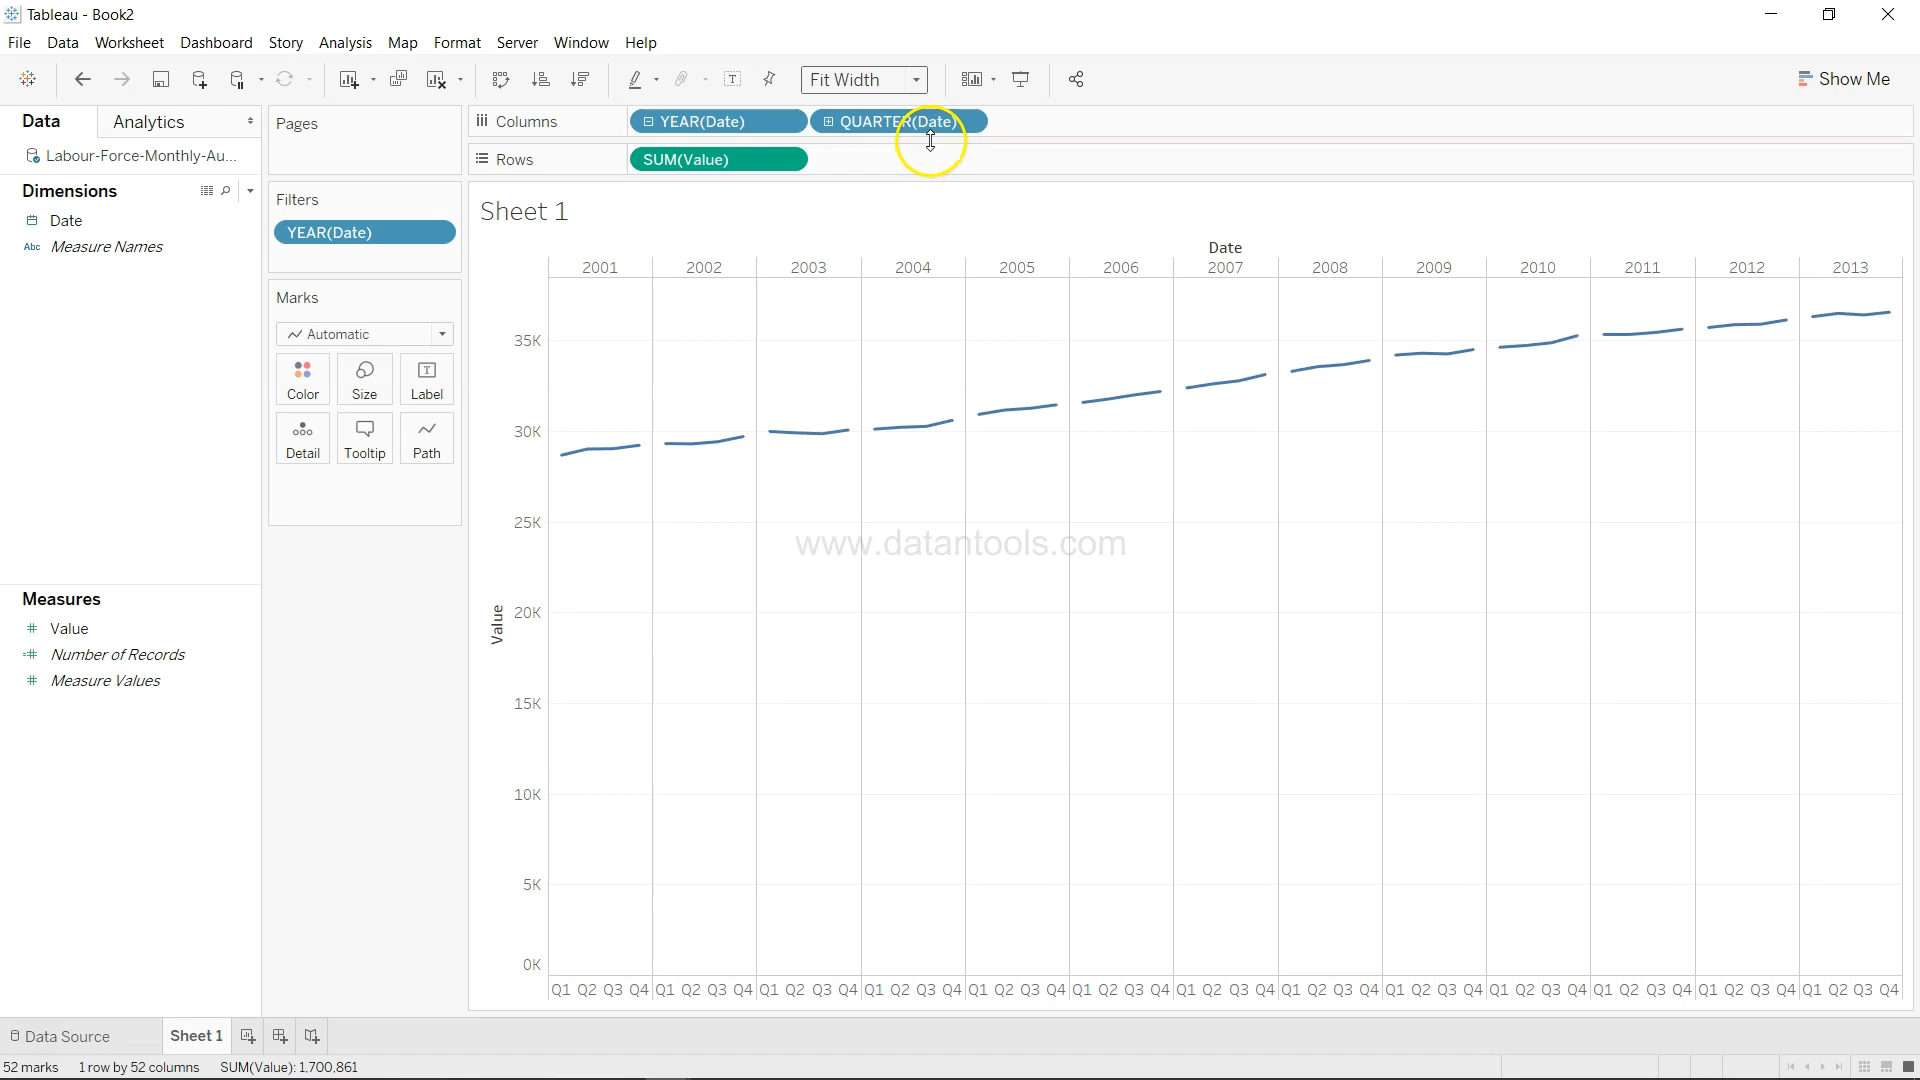 Tableau - Book2
File Data Worksheet Dashboard Story Analysis Map Format Server Window Help
Fit Width
Show Me
Data Analytics
Labour-Force-Monthly-Au...
Dimensions
Date
Abc Measure Names
Measures
# Value
=# Number of Records
# Measure Values
Pages
Filters
YEAR(Date)
Marks
Automatic
Color Size Label
Detail Tooltip Path
Columns YEAR(Date) QUARTER(Date)
Rows SUM(Value)
Sheet 1
Date
2001 2002 2003 2004 2005 2006 2007 2008 2009 2010 2011 2012 2013
35K
30K
25K
20K
15K
10K
5K
0K
Value
www.datantools.com
Q1 Q2 Q3 Q4 Q1 Q2 Q3 Q4 Q1 Q2 Q3 Q4 Q1 Q2 Q3 Q4 Q1 Q2 Q3 Q4 Q1 Q2 Q3 Q4 Q1 Q2 Q3 Q4 Q1 Q2 Q3 Q4 Q1 Q2 Q3 Q4 Q1 Q2 Q3 Q4 Q1 Q2 Q3 Q4 Q1 Q2 Q3 Q4 Q1 Q2 Q3 Q4
Data Source Sheet 1
52 marks 1 row by 52 columns SUM(Value): 1,700,861